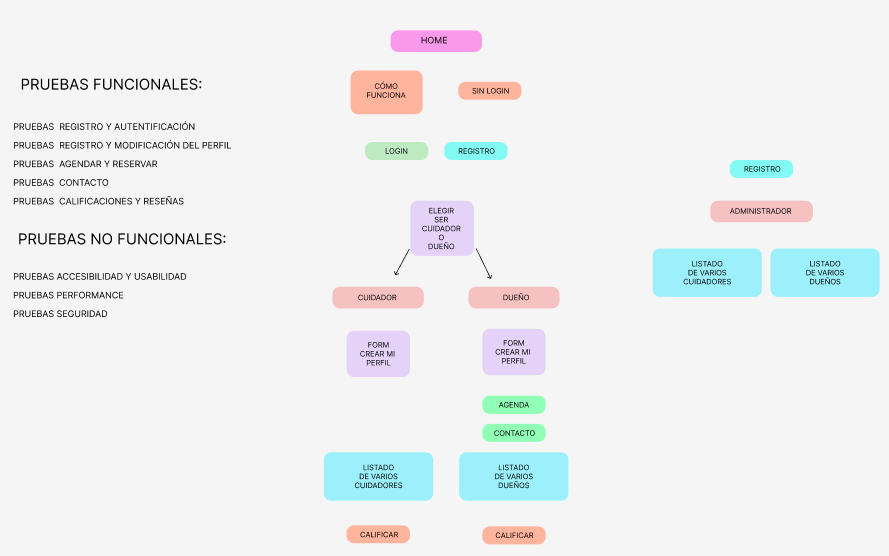 HOME
PRUEBAS FUNCIONALES:
CÓMO
FUNCIONA
SIN LOGIN
PRUEBAS REGISTRO Y AUTENTIFICACIÓN
PRUEBAS REGISTRO Y MODIFICACIÓN DEL PERFIL
PRUEBAS AGENDAR Y RESERVAR
PRUEBAS CONTACTO
PRUEBAS CALIFICACIONES Y RESEÑAS
PRUEBAS NO FUNCIONALES:
PRUEBAS ACCESIBILIDAD Y USABILIDAD
PRUEBAS PERFORMANCE
PRUEBAS SEGURIDAD
LOGIN
REGISTRO
ELEGIR
SER
CUIDADOR
O
DUEÑO
CUIDADOR
DUEÑO
FORM
CREAR MI
PERFIL
FORM
CREAR MI
PERFIL
AGENDA
CONTACTO
LISTADO
DE VARIOS
CUIDADORES
LISTADO
DE VARIOS
DUEÑOS
CALIFICAR
CALIFICAR
REGISTRO
ADMINISTRADOR
LISTADO
DE VARIOS
CUIDADORES
LISTADO
DE VARIOS
DUEÑOS